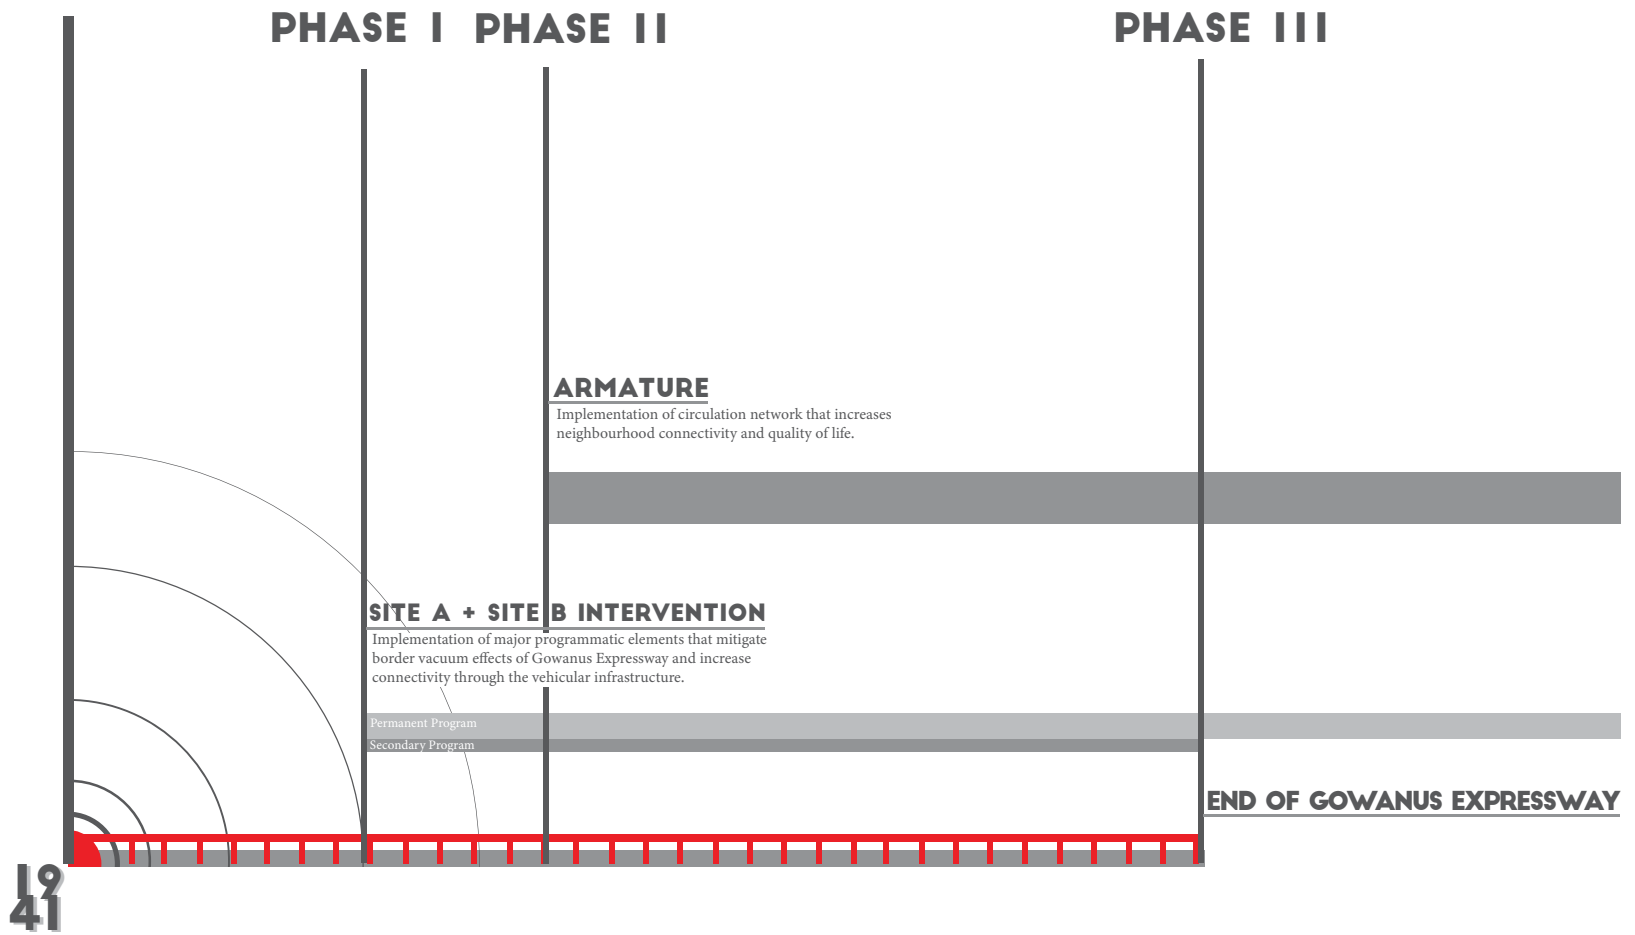 PHASE I PHASE II PHASE III
ARMATURE
Implementation of circulation network that increases
neighbourhood connectivity and quality of life.
SITE A + SITE B INTERVENTION
Implementation of major programmatic elements that mitigate
border vacuum effects of Gowanus Expressway and increase
connectivity through the vehicular infrastructure.
Permanent Program
Secondary Program
END OF GOWANUS EXPRESSWAY
19
41